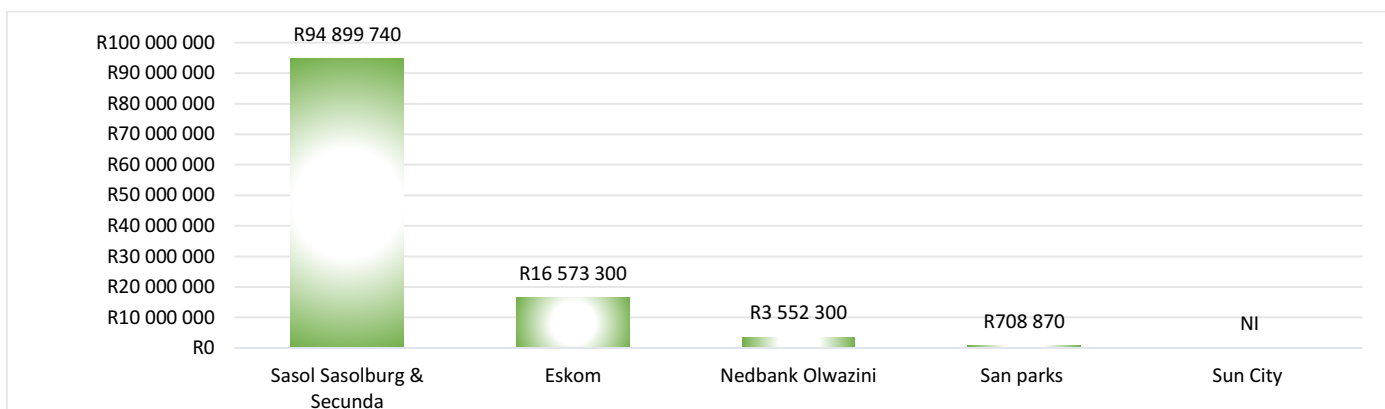 R94 899 740
R100 000 000
R90 000 000
R80 000 000
R70 000 000
R60 000 000
R50 000 000
R40 000 000
R30 000 000
R16 573 300
R20 000 000
R3 552 300
R708 870
NI
R10 000 000
R0
Sasol Sasolburg &
Secunda
Eskom
Nedbank Olwazini
San parks
Sun City